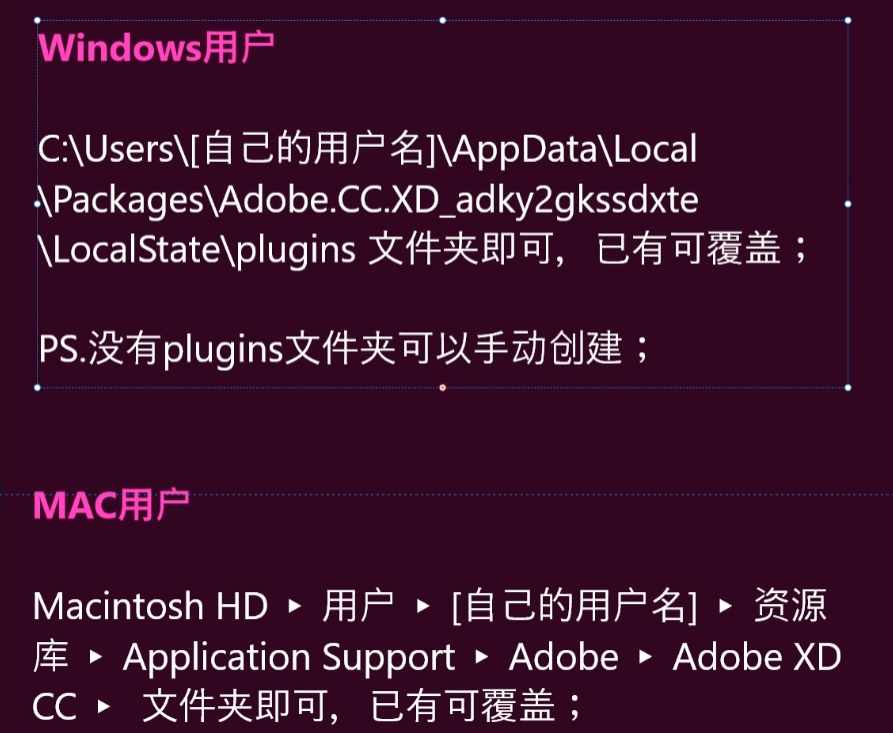 Windows用户
C:\Users\[自己的用户名]\AppData\Local
\Packages\Adobe.CC.XD_adky2gkssdxte
\LocalState\plugins 文件夹即可，已有可覆盖；
PS.没有plugins文件夹可以手动创建；
MAC用户
Macintosh HD ▸ 用户 ▸ [自己的用户名] ▸ 资源
库 ▸ Application Support ▸ Adobe ▸ Adobe XD
CC ▸ 文件夹即可，已有可覆盖；